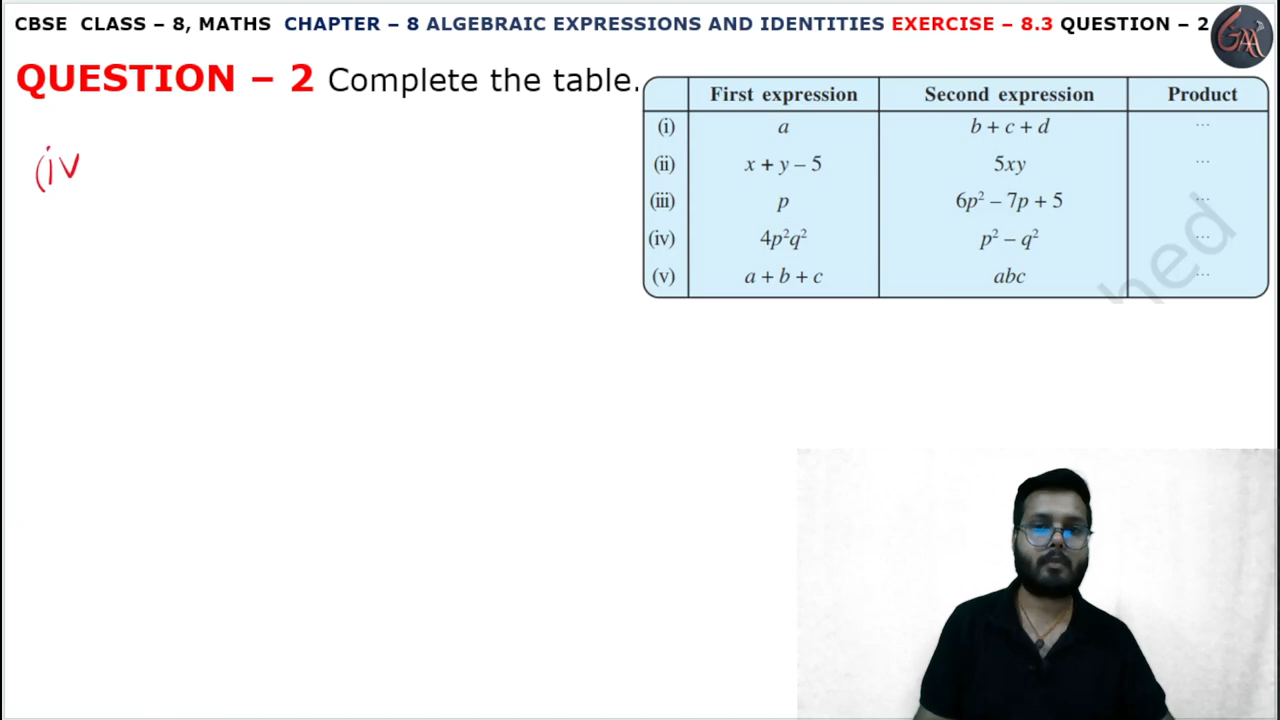 CBSE CLASS – 8, MATHS CHAPTER – 8 ALGEBRAIC EXPRESSIONS AND IDENTITIES EXERCISE – 8.3 QUESTION – 2
GAA
QUESTION – 2 Complete the table.
First expression Second expression Product
(i) a b + c + d ...
(ii) x + y – 5 5xy ...
(iii) p 6p² – 7p + 5 ...
(iv) 4p²q² p² – q² ...
(v) a + b + c abc ...
(iv
hed